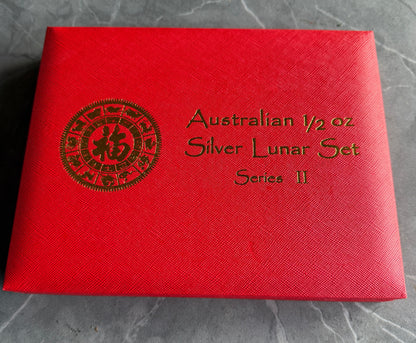 福
Australian 1/2 oz
Silver Lunar Set
Series II